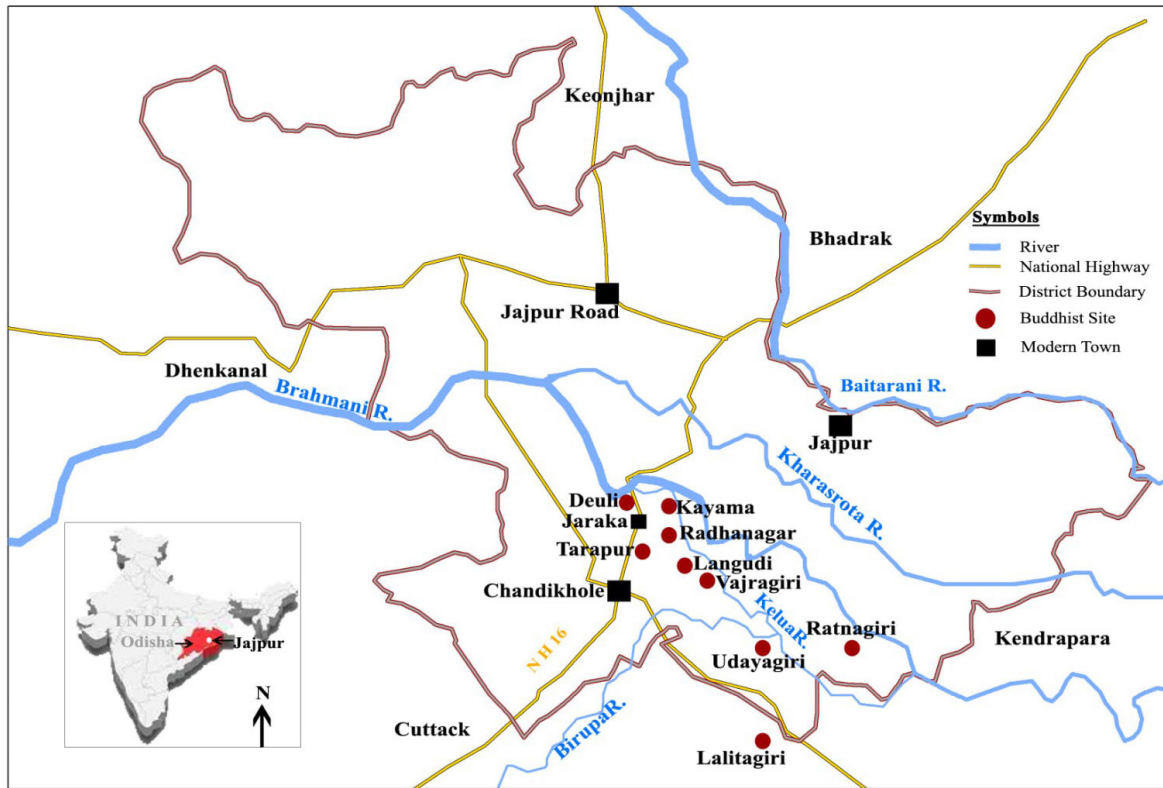 Keonjhar
Bhadrak
Symbols
River
National Highway
District Boundary
Buddhist Site
Modern Town
Jajpur Road
Dhenkanal
Brahmani R.
Baitarani R.
Jajpur
Kharasrota R.
Deuli
Kayama
Jaraka
Radhanagar
Tarapur
Langudi
Vajragiri
Chandikhole
KeluaR.
Ratnagiri
Kendrapara
Udayagiri
N H 16
BirupaR.
Cuttack
Lalitagiri
INDIA
Odisha
Jajpur
N